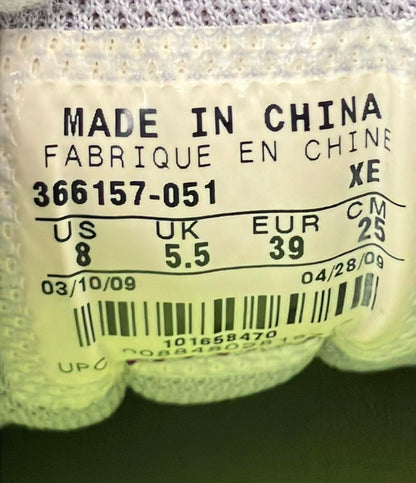 MADE IN CHINA
FABRIQUE EN CHINE
366157-051 XE
US UK EUR CM
8 5.5 39 25
03/10/09 04/28/09
101658470
UPC